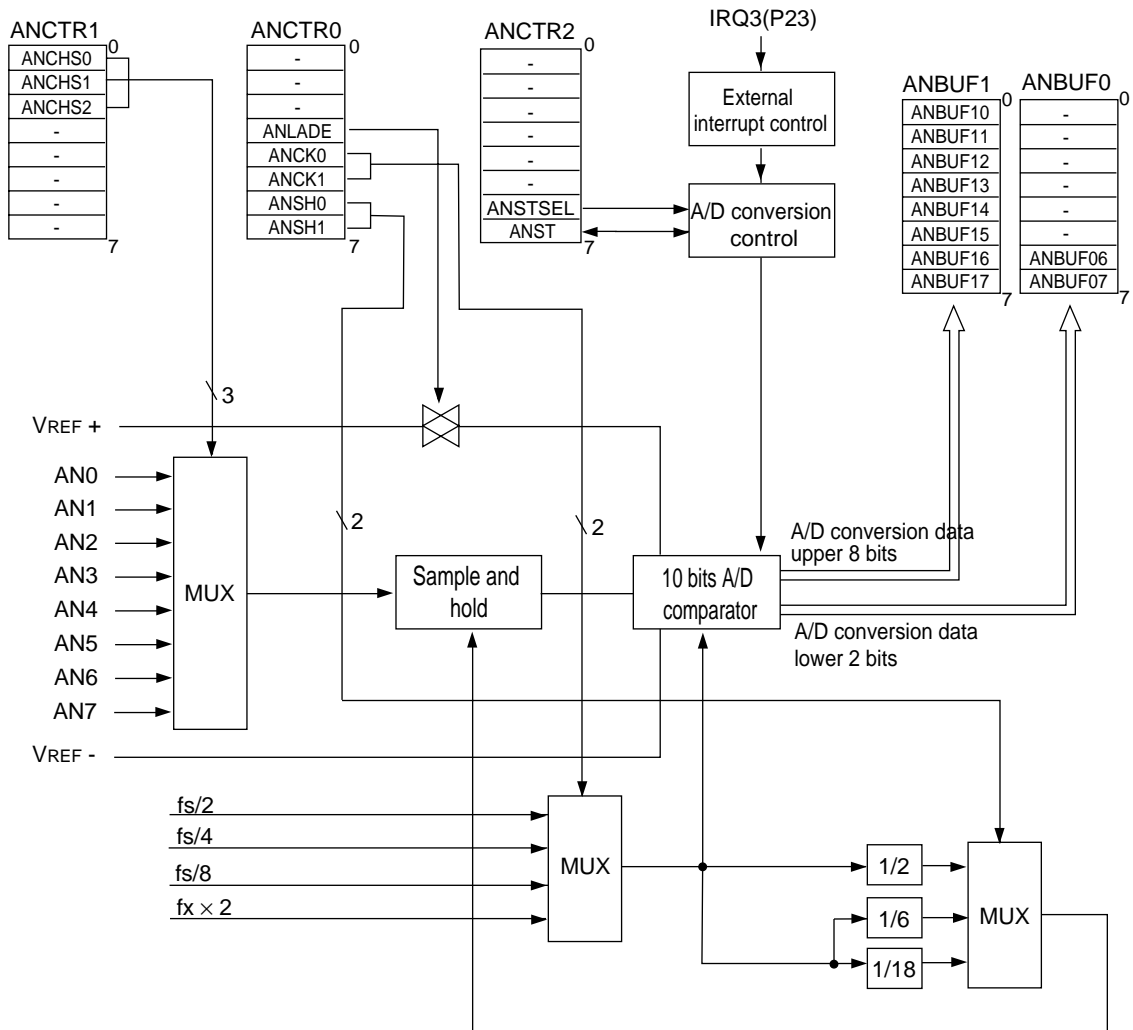 ANCTR1
0
ANCHS0
ANCHS1
ANCHS2
-
-
-
-
-
7
ANCTR0
0
-
-
-
ANLADE
ANCK0
ANCK1
ANSH0
ANSH1
7
ANCTR2
0
-
-
-
-
-
-
ANSTSEL
ANST
7
IRQ3(P23)
External
interrupt control
A/D conversion
control
ANBUF1
0
ANBUF10
ANBUF11
ANBUF12
ANBUF13
ANBUF14
ANBUF15
ANBUF16
ANBUF17
7
ANBUF0
0
-
-
-
-
-
-
ANBUF06
ANBUF07
7
3
2
2
VREF +
AN0
AN1
AN2
AN3
AN4
AN5
AN6
AN7
MUX
VREF -
Sample and
hold
10 bits A/D
comparator
A/D conversion data
upper 8 bits
A/D conversion data
lower 2 bits
fs/2
fs/4
fs/8
fx × 2
MUX
1/2
1/6
1/18
MUX